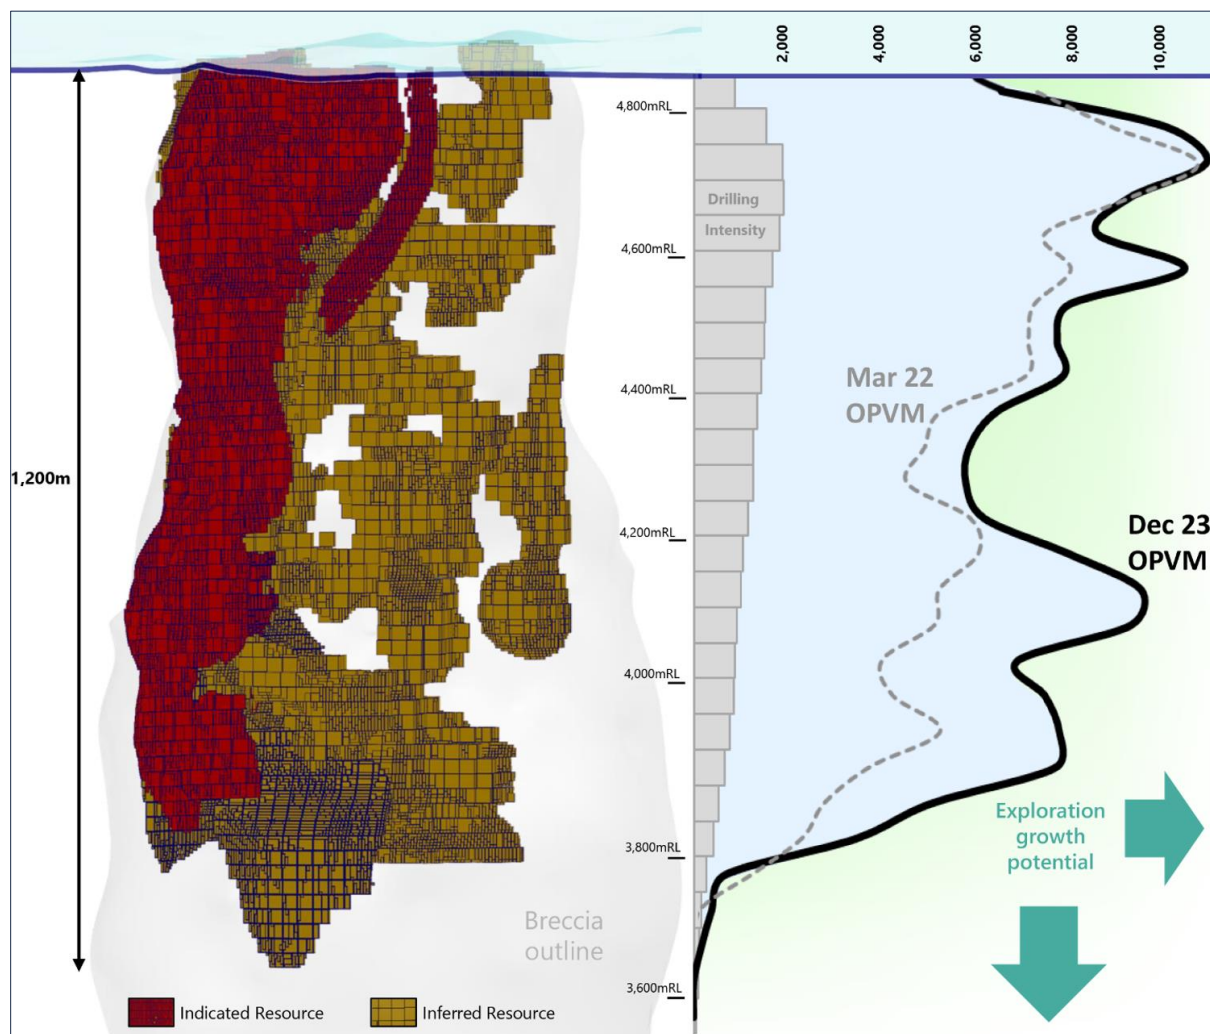 2,000
4,000
6,000
8,000
10,000
4,800mRL
Drilling
Intensity
4,600mRL
Mar 22
OPVM
4,400mRL
1,200m
Dec 23
OPVM
4,200mRL
4,000mRL
Exploration
growth
potential
3,800mRL
Breccia
outline
3,600mRL
Indicated Resource
Inferred Resource